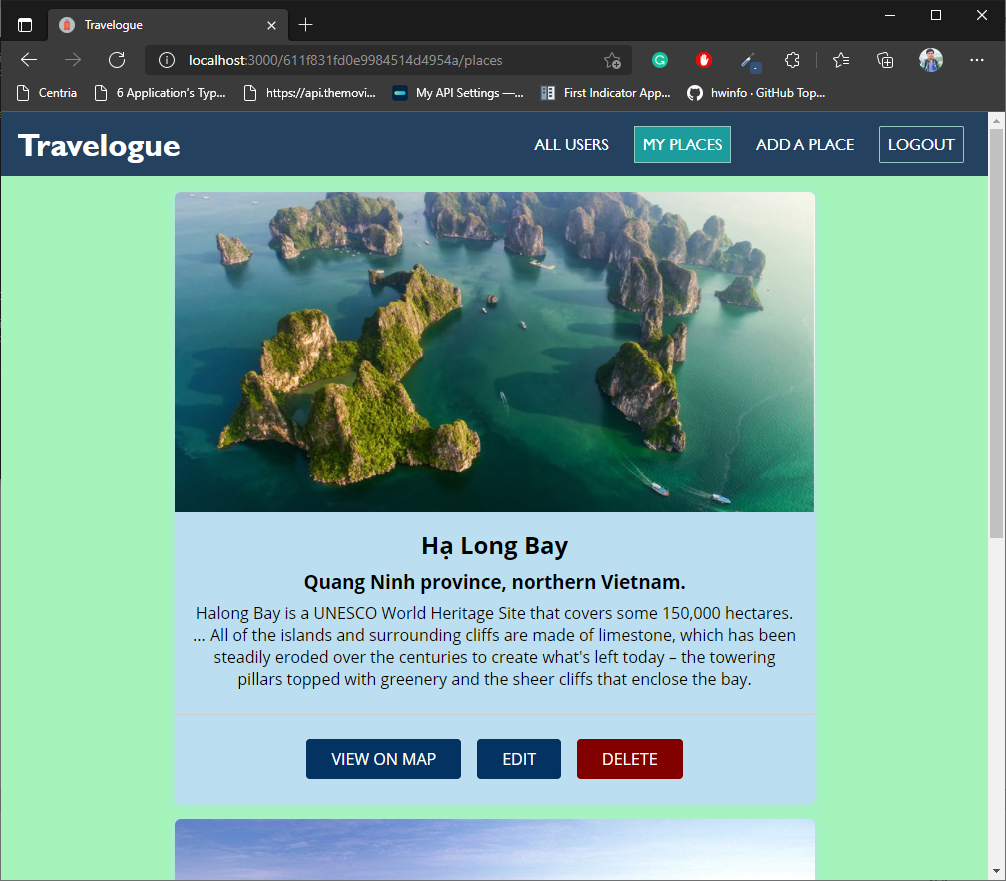 Travelogue
localhost:3000/611f831fd0e9984514d4954a/places
Centria
6 Application's Typ...
https://api.themovi...
My API Settings —...
First Indicator App...
hwinfo · GitHub Top...
Travelogue
ALL USERS
MY PLACES
ADD A PLACE
LOGOUT
Hạ Long Bay
Quang Ninh province, northern Vietnam.
Halong Bay is a UNESCO World Heritage Site that covers some 150,000 hectares.
... All of the islands and surrounding cliffs are made of limestone, which has been
steadily eroded over the centuries to create what's left today – the towering
pillars topped with greenery and the sheer cliffs that enclose the bay.
VIEW ON MAP
EDIT
DELETE